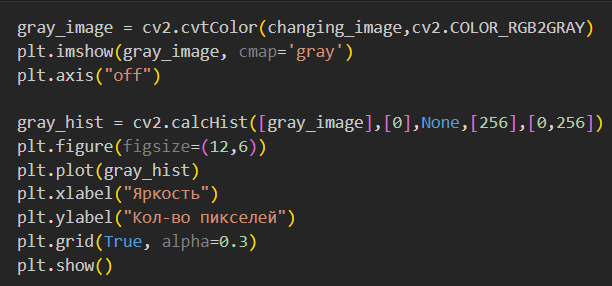 gray_image = cv2.cvtColor(changing_image,cv2.COLOR_RGB2GRAY)
plt.imshow(gray_image, cmap='gray')
plt.axis("off")

gray_hist = cv2.calcHist([gray_image],[0],None,[256],[0,256])
plt.figure(figsize=(12,6))
plt.plot(gray_hist)
plt.xlabel("Яркость")
plt.ylabel("Кол-во пикселей")
plt.grid(True, alpha=0.3)
plt.show()